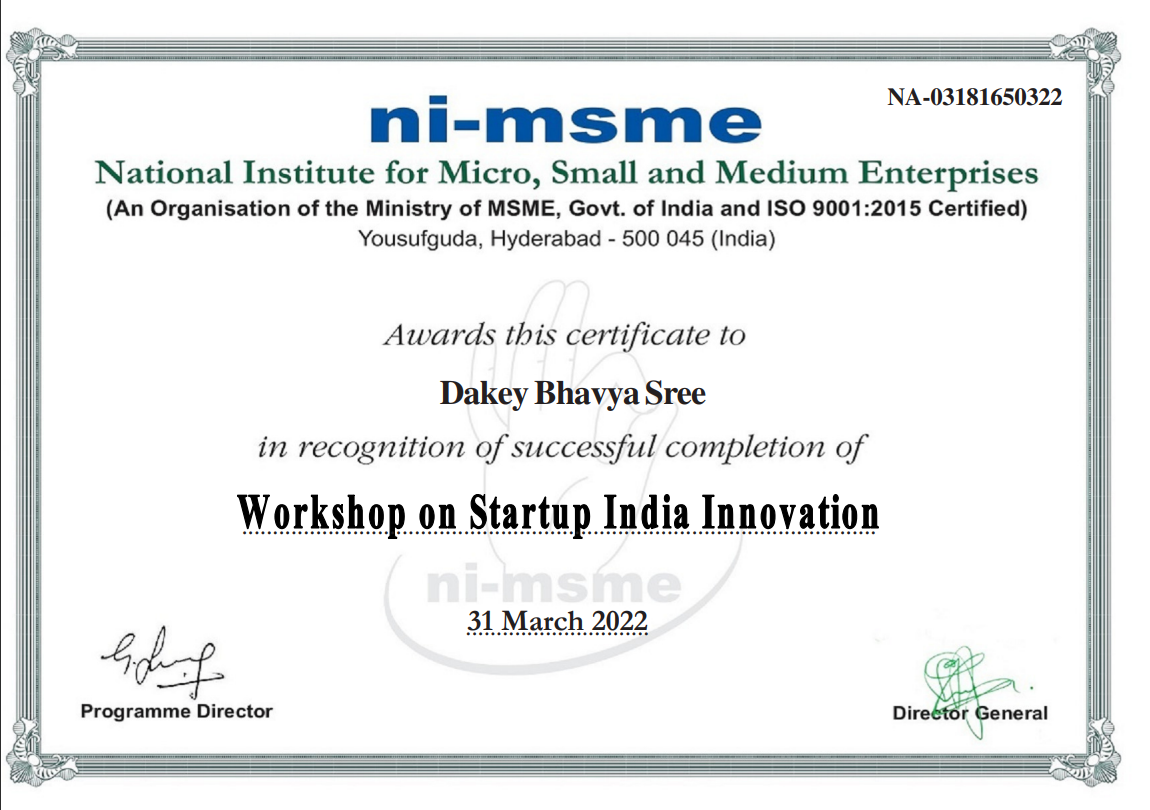 NA-03181650322
ni-msme
National Institute for Micro, Small and Medium Enterprises
(An Organisation of the Ministry of MSME, Govt. of India and ISO 9001:2015 Certified)
Yousufguda, Hyderabad - 500 045 (India)
Awards this certificate to
Dakey Bhavya Sree
in recognition of successful completion of
Workshop on Startup India Innovation
ni-msme
31 March 2022
Programme Director
Director General